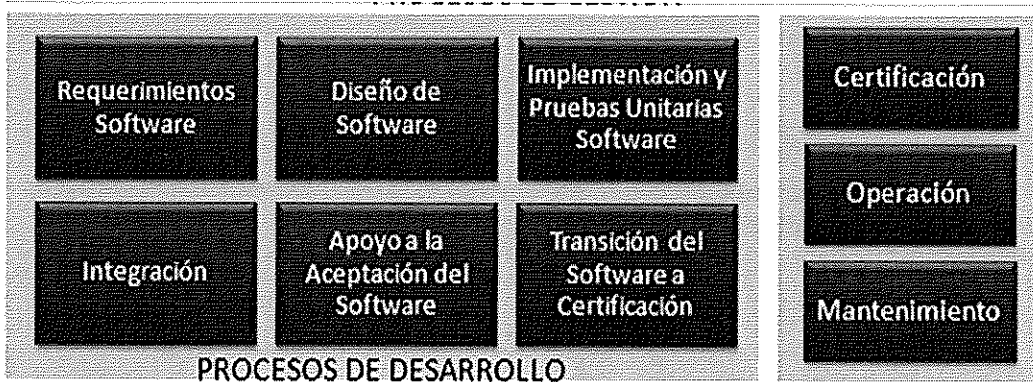 Requerimientos
Software
Diseño de
Software
Implementación y
Pruebas Unitarias
Software
Integración
Apoyo a la
Aceptación del
Software
Transición del
Software a
Certificación
PROCESOS DE DESARROLLO
Certificación
Operación
Mantenimiento